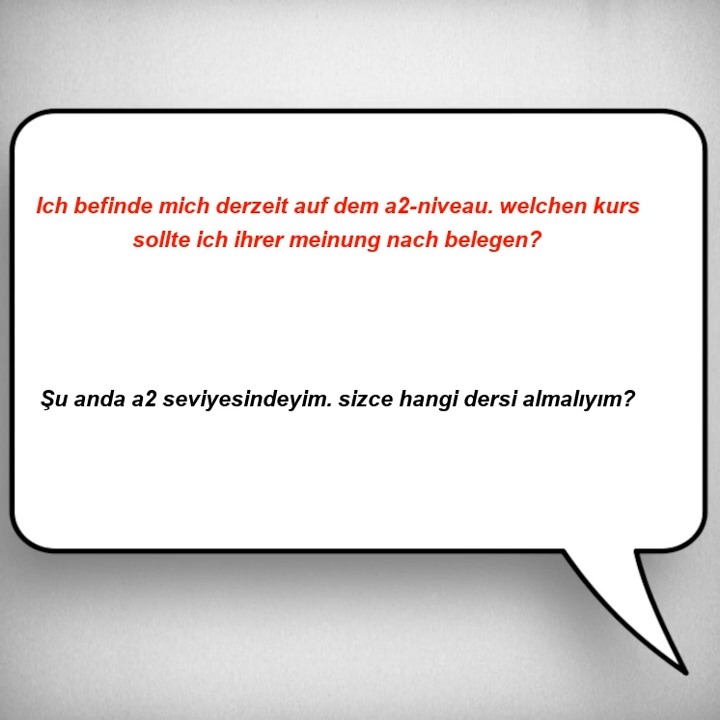 Ich befinde mich derzeit auf dem a2-niveau. welchen kurs
sollte ich ihrer meinung nach belegen?
Şu anda a2 seviyesindeyim. sizce hangi dersi almalıyım?